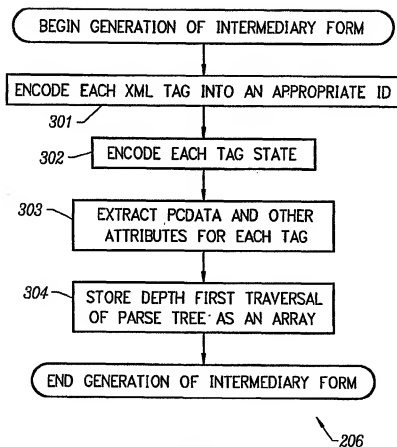 BEGIN GENERATION OF INTERMEDIARY FORM
ENCODE EACH XML TAG INTO AN APPROPRIATE ID
301
302
ENCODE EACH TAG STATE
303
EXTRACT PCDATA AND OTHER
ATTRIBUTES FOR EACH TAG
304
STORE DEPTH FIRST TRAVERSAL
OF PARSE TREE AS AN ARRAY
END GENERATION OF INTERMEDIARY FORM
206